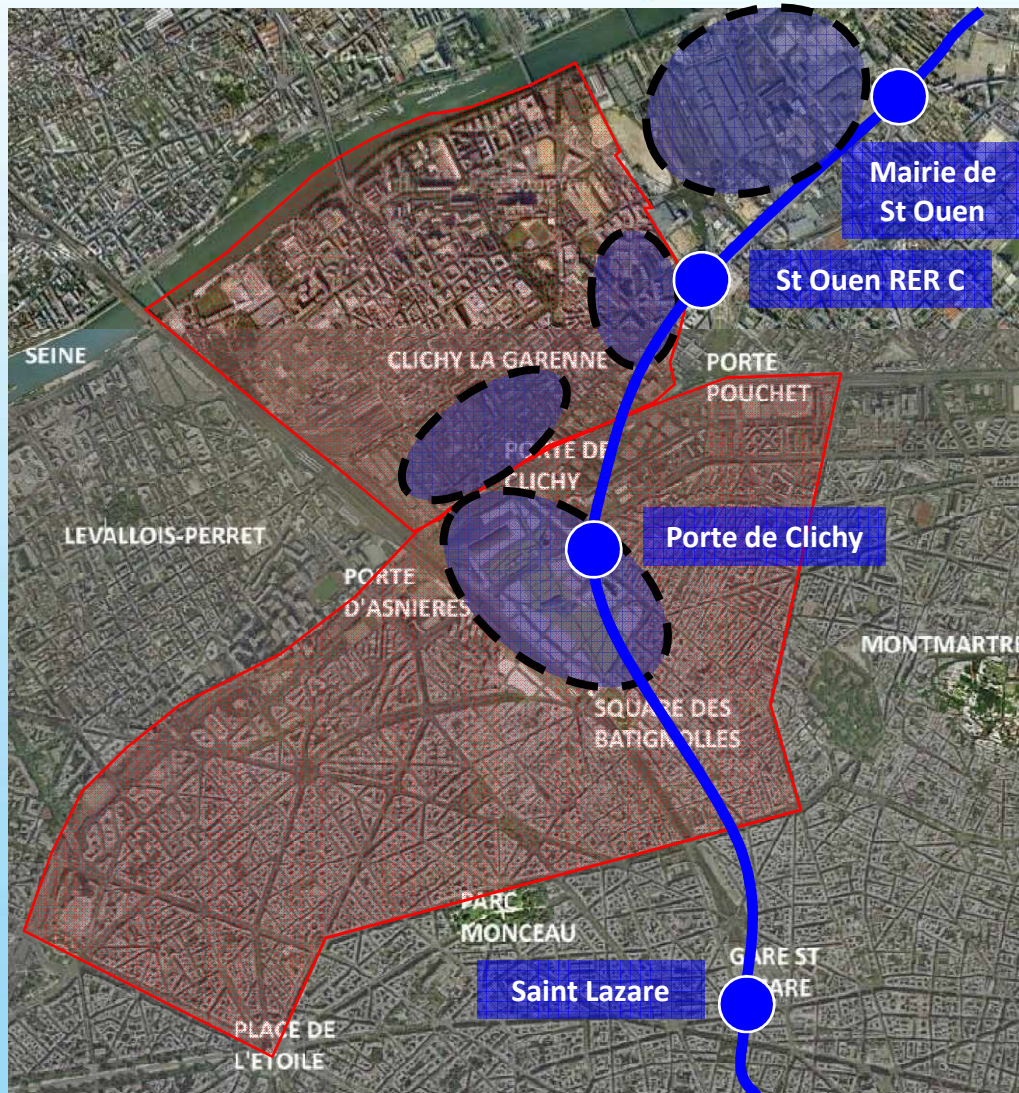 Mairie de
St Ouen
St Ouen RER C
SEINE
CLICHY LA GARENNE
PORTE
POUCHET
PORTE DE
CLICHY
LEVALLOIS-PERRET
Porte de Clichy
PORTE
D'ASNIERES
MONTMARTRE
SQUARE DES
BATIGNOLLES
PARC
MONCEAU
GARE ST
Saint Lazare
PLACE DE
L'ETOILE